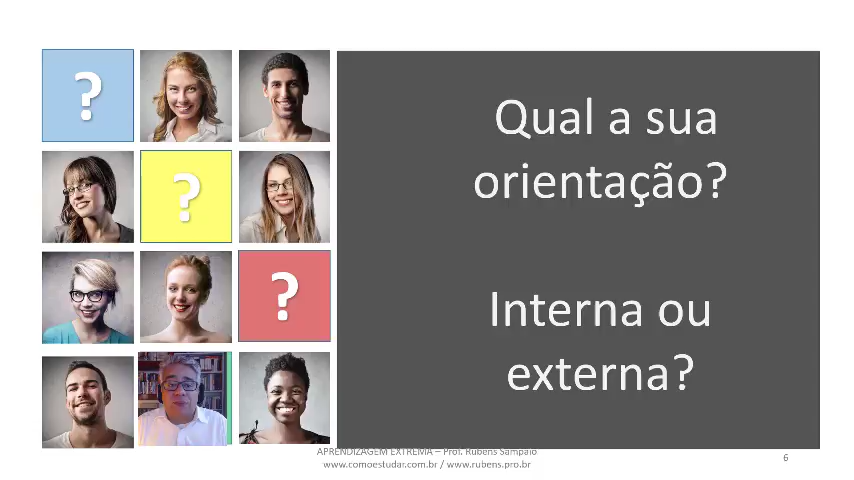 ?
Qual a sua
orientação?
?
Interna ou
externa?
?
APRENDIZAGEM EXTREMA – Prof. Rubens Sampaio
www.comoestudar.com.br / www.rubens.pro.br
6